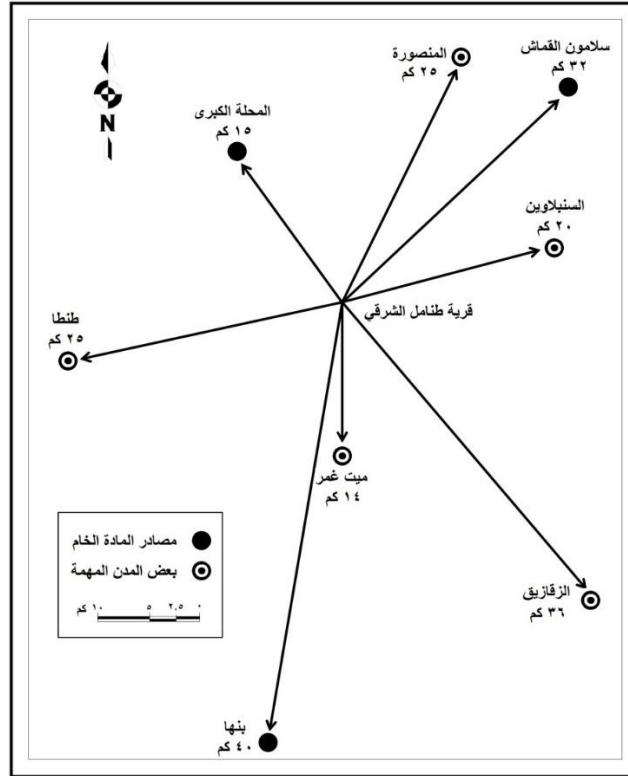 سلامون القماش
٣٢ كم
المنصورة
٢٥ كم
N
المحلة الكبرى
١٥ كم
السنبلاوين
٢٠ كم
قرية طنامل الشرقي
طنطا
٢٥ كم
ميت غمر
١٤ كم
مصادر المادة الخام
بعض المدن المهمة
٠ ٢,٥ ٥ ١٠ كم
الزقازيق
٣٦ كم
بنها
٤٠ كم